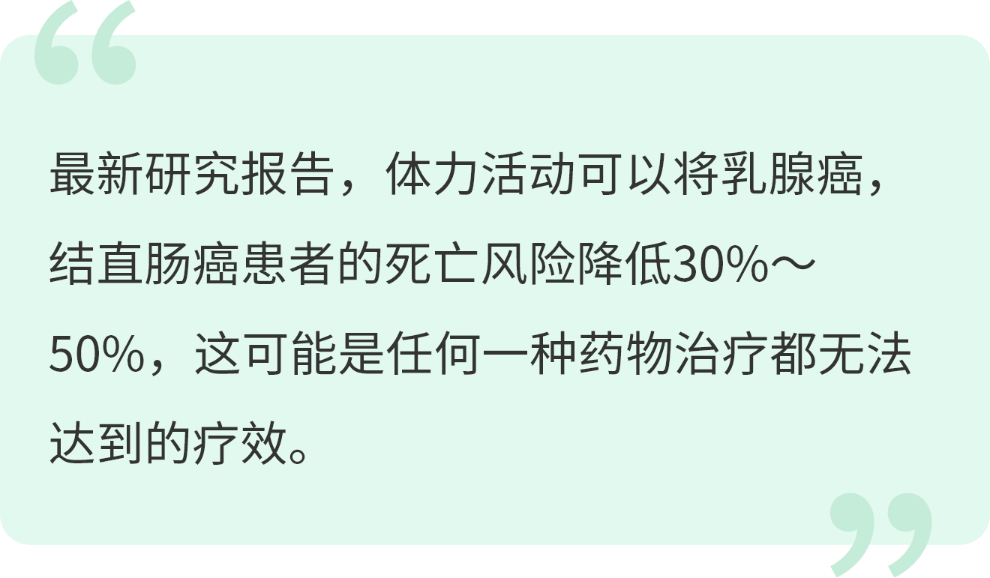 最新研究报告，体力活动可以将乳腺癌，
结直肠癌患者的死亡风险降低30%～
50%，这可能是任何一种药物治疗都无法
达到的疗效。